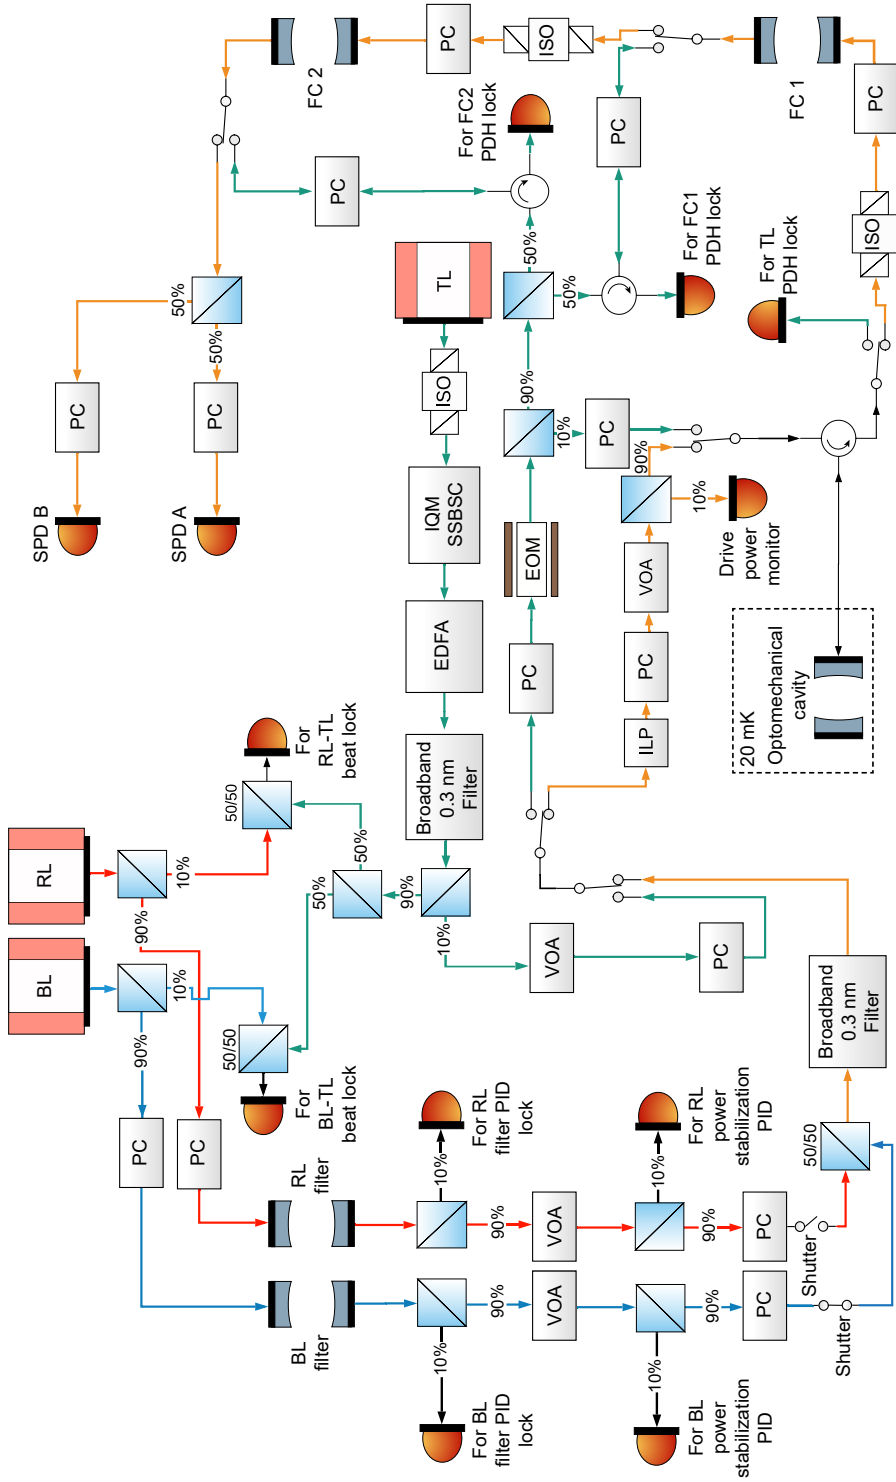 BL
RL
90%
10%
90%
10%
PC
PC
50/50
For
BL-TL
beat lock
50/50
For
RL-TL
beat lock
50%
50%
90%
10%
BL
filter
RL
filter
10%
90%
For BL
filter PID
lock
10%
90%
For RL
filter PID
lock
VOA
VOA
10%
90%
For BL
power
stabilization
PID
10%
90%
For RL
power
stabilization
PID
PC
PC
Shutter
Shutter
50/50
Broadband
0.3 nm
Filter
TL
ISO
IQM
SSBSC
EDFA
Broadband
0.3 nm
Filter
VOA
PC
PC
EOM
90%
10%
50%
50%
PC
ILP
PC
VOA
90%
10%
Drive
power
monitor
20 mK
Optomechanical
cavity
For TL
PDH lock
ISO
PC
FC 1
For FC1
PDH lock
PC
ISO
PC
FC 2
For FC2
PDH lock
PC
50%
50%
PC
PC
SPD B
SPD A